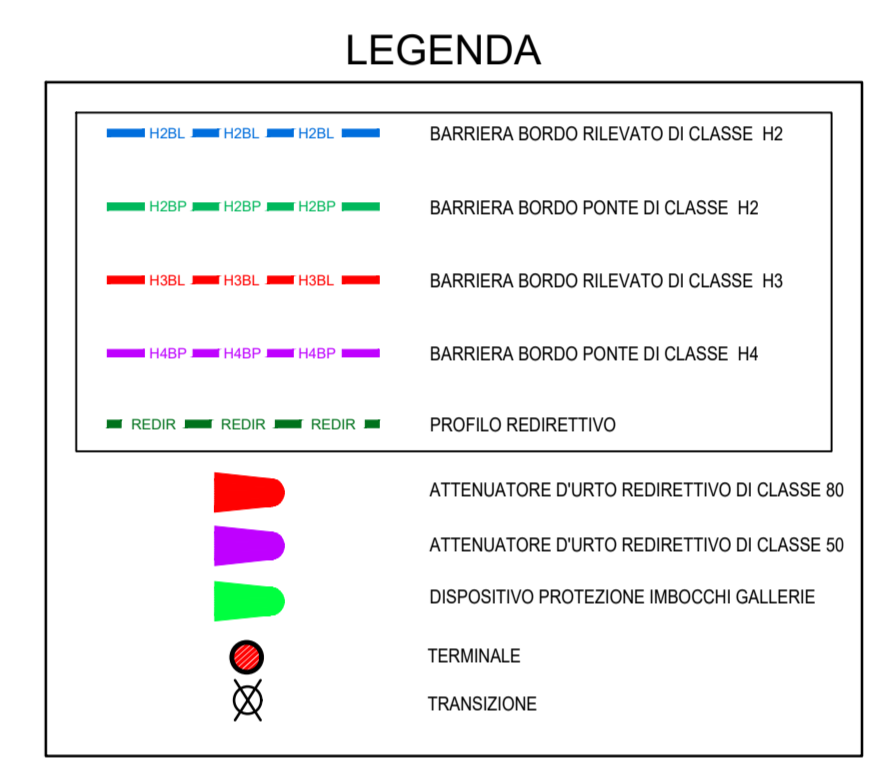 LEGENDA
H2BL H2BL H2BL BARRIERA BORDO RILEVATO DI CLASSE H2
H2BP H2BP H2BP BARRIERA BORDO PONTE DI CLASSE H2
H3BL H3BL H3BL BARRIERA BORDO RILEVATO DI CLASSE H3
H4BP H4BP H4BP BARRIERA BORDO PONTE DI CLASSE H4
REDIR REDIR REDIR PROFILO REDIRETTIVO
ATTENUATORE D'URTO REDIRETTIVO DI CLASSE 80
ATTENUATORE D'URTO REDIRETTIVO DI CLASSE 50
DISPOSITIVO PROTEZIONE IMBOCCHI GALLERIE
TERMINALE
TRANSIZIONE